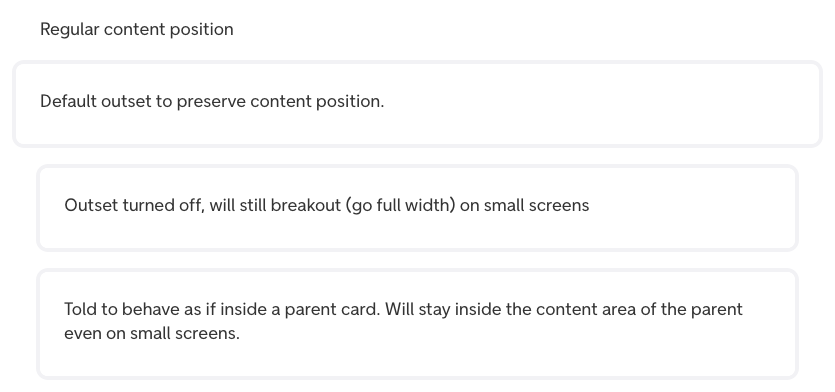 Regular content position
Default outset to preserve content position.
Outset turned off, will still breakout (go full width) on small screens
Told to behave as if inside a parent card. Will stay inside the content area of the parent
even on small screens.